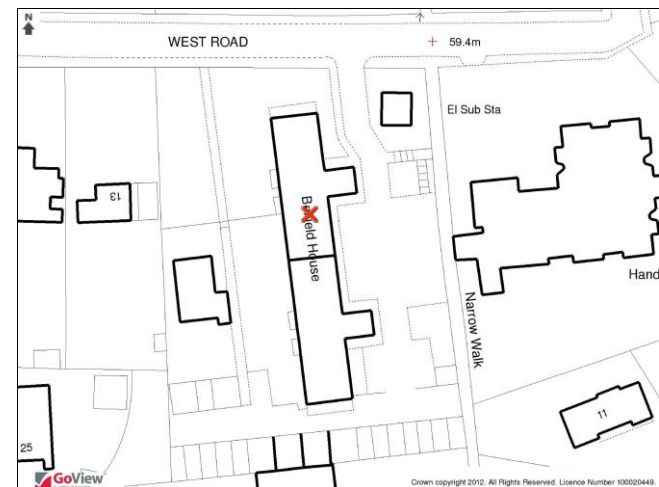 N
WEST ROAD
59.4m
El Sub Sta
13
House
Narrow Walk
Hand
11
25
GoView
Crown copyright 2012. All Rights Reserved. Licence Number 100020449.